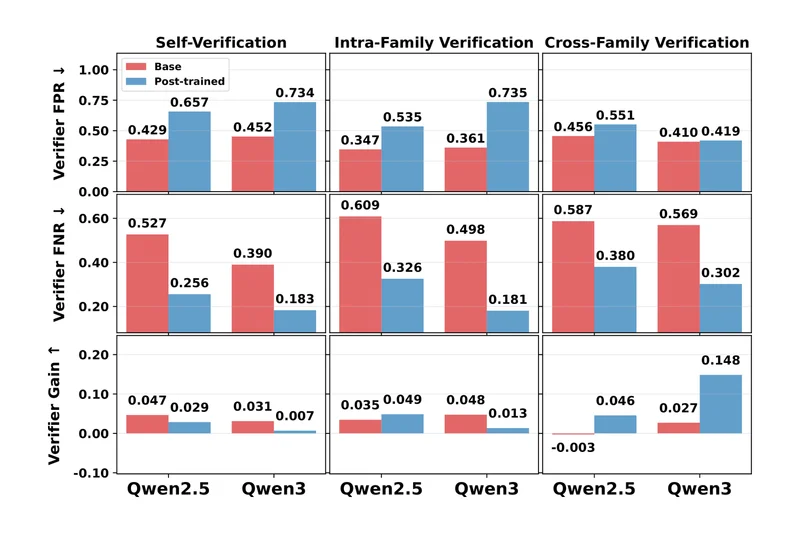 Self-Verification Intra-Family Verification Cross-Family Verification
Verifier FPR ↓
1.00
0.75
0.50
0.25
0.00
Base
Post-trained
0.429 0.657 0.452 0.734
0.347 0.535 0.361 0.735
0.456 0.551 0.410 0.419
Verifier FNR ↓
0.60
0.40
0.20
0.527 0.256 0.390 0.183
0.609 0.326 0.498 0.181
0.587 0.380 0.569 0.302
Verifier Gain ↑
0.20
0.10
0.00
-0.10
0.047 0.029 0.031 0.007
0.035 0.049 0.048 0.013
-0.003 0.046 0.027 0.148
Qwen2.5 Qwen3 Qwen2.5 Qwen3 Qwen2.5 Qwen3